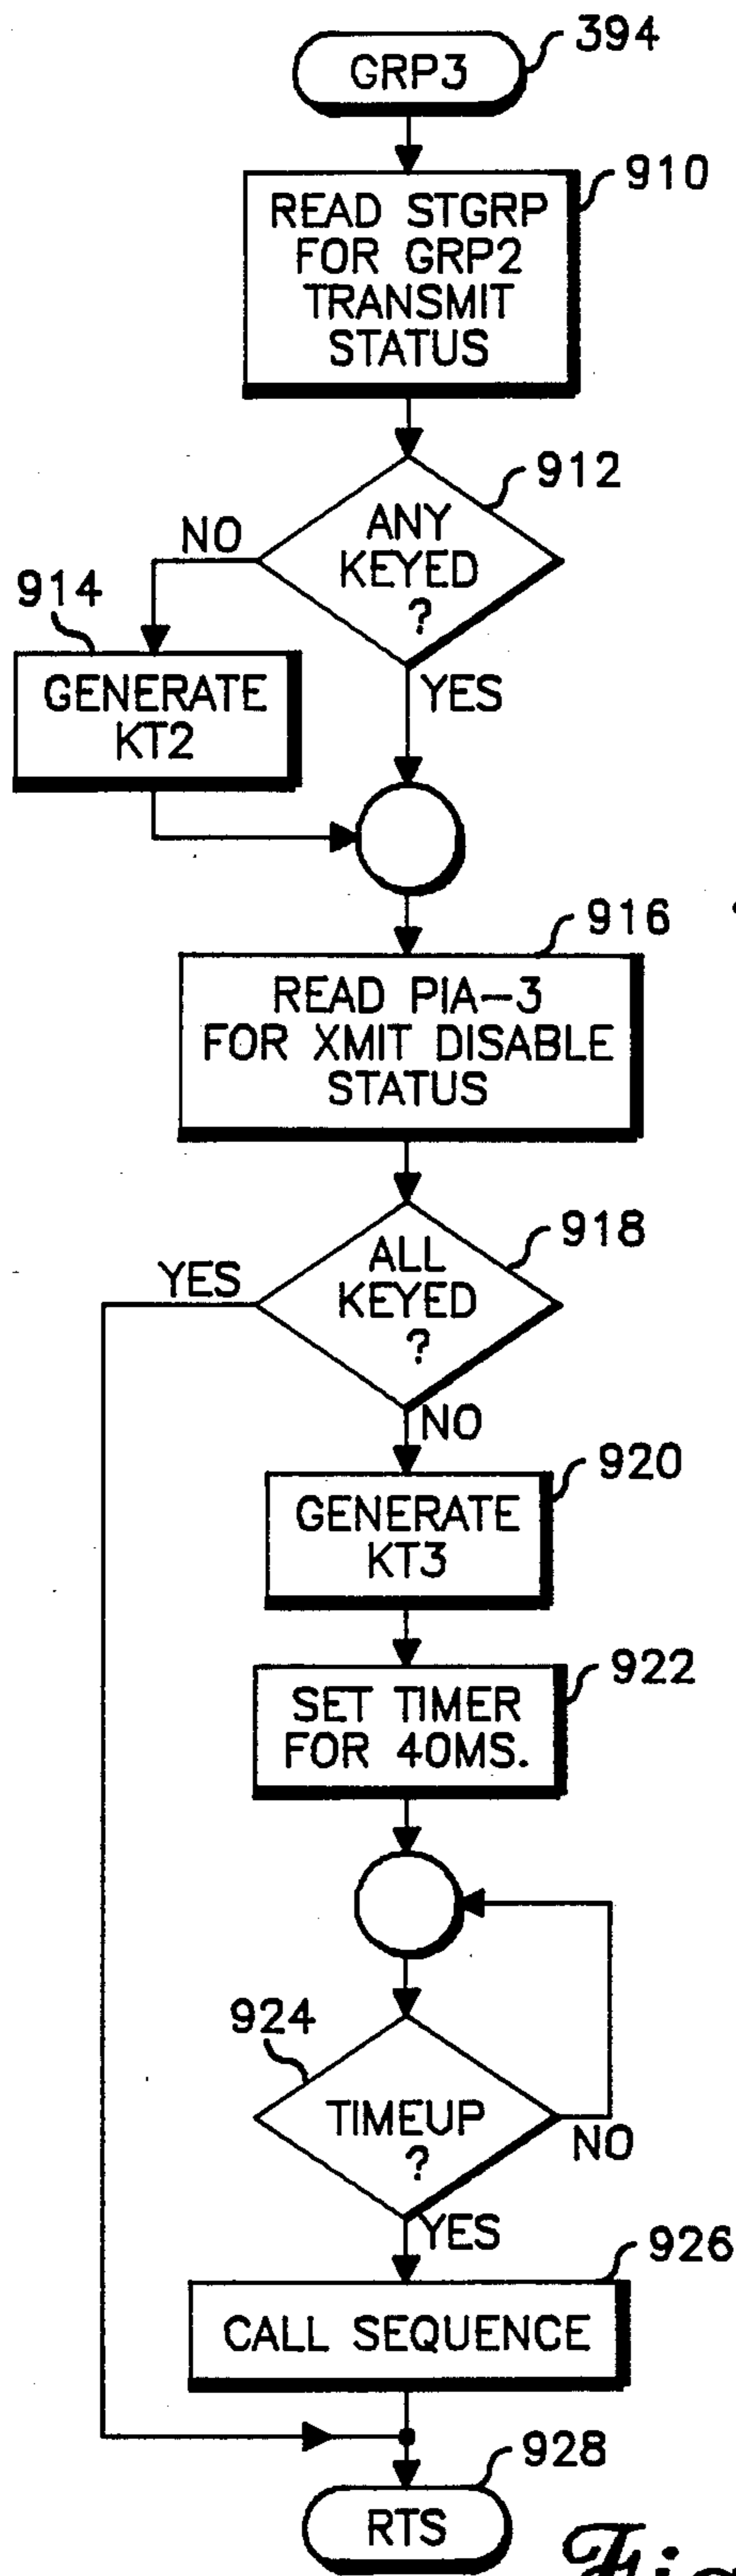 GRP3
394
910
READ STGRP
FOR GRP2
TRANSMIT
STATUS
912
ANY
KEYED
?
NO
YES
914
GENERATE
KT2
916
READ PIA-3
FOR XMIT DISABLE
STATUS
918
ALL
KEYED
?
YES
NO
920
GENERATE
KT3
922
SET TIMER
FOR 40MS.
924
TIMEUP
?
NO
YES
926
CALL SEQUENCE
928
RTS